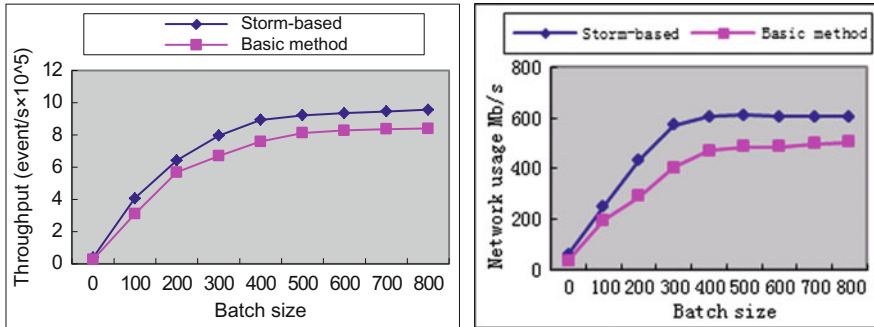 Storm-based
Basic method
Throughput (event/s×10^5)
12
10
8
6
4
2
0
0 100 200 300 400 500 600 700 800
Batch size
Storm-based Basic method
Network usage Mb/s
800
600
400
200
0
0 100 200 300 400 500 600 700 800
Batch size